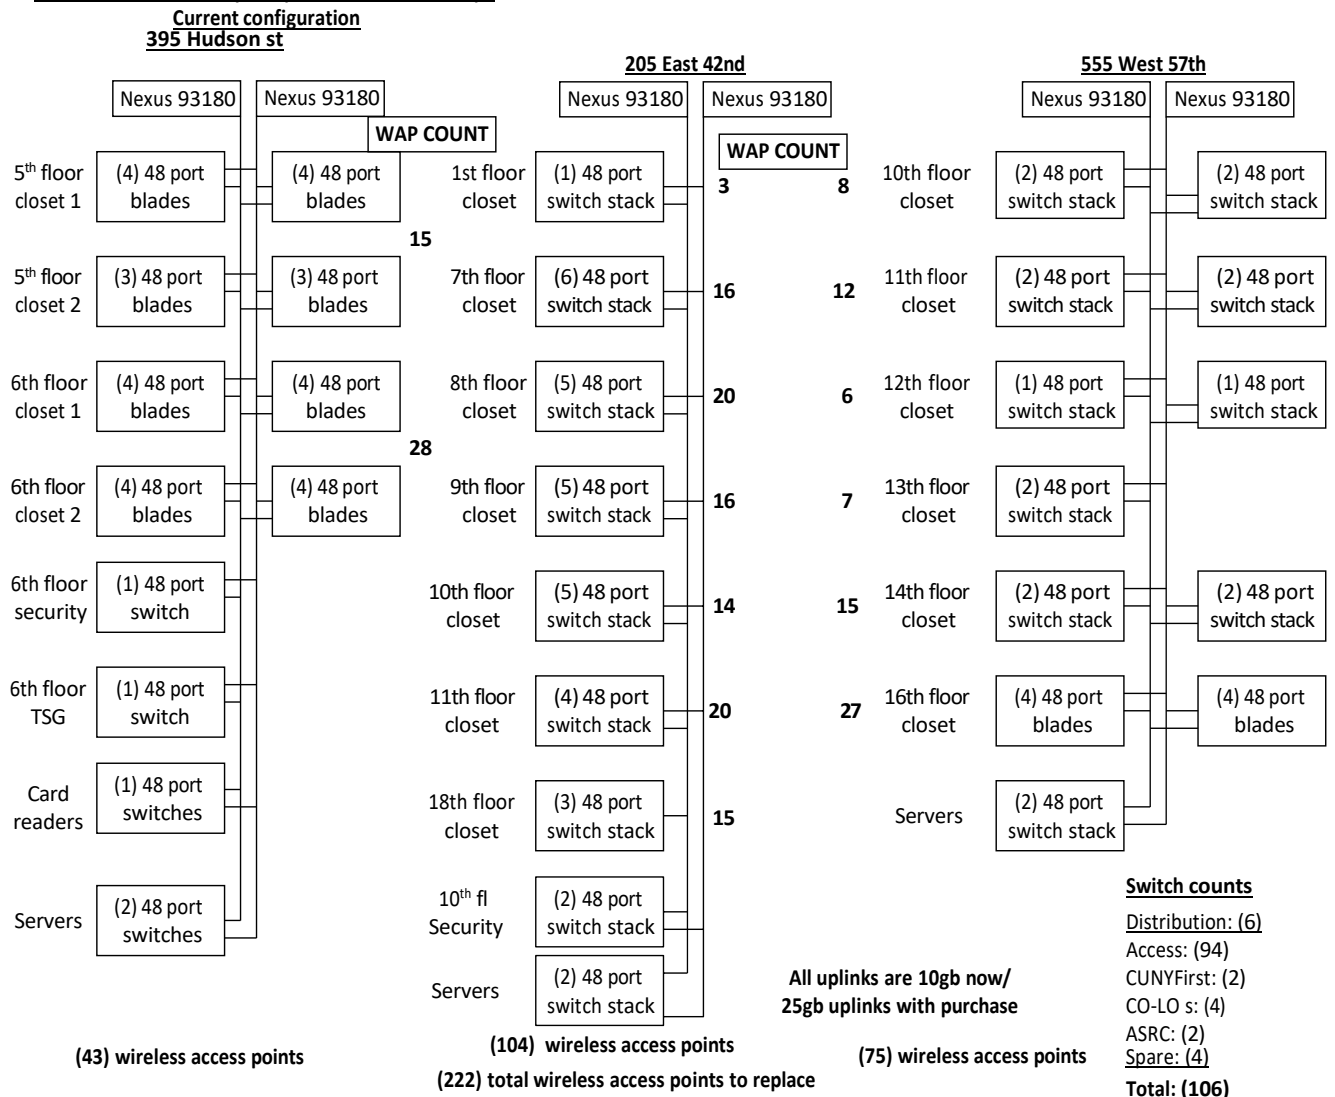 Current configuration
395 Hudson st
Nexus 93180
Nexus 93180
WAP COUNT
5th floor
closet 1
(4) 48 port
blades
(4) 48 port
blades
15
5th floor
closet 2
(3) 48 port
blades
(3) 48 port
blades
6th floor
closet 1
(4) 48 port
blades
(4) 48 port
blades
28
6th floor
closet 2
(4) 48 port
blades
(4) 48 port
blades
6th floor
security
(1) 48 port
switch
6th floor
TSG
(1) 48 port
switch
Card
readers
(1) 48 port
switches
Servers
(2) 48 port
switches
(43) wireless access points
205 East 42nd
Nexus 93180
Nexus 93180
WAP COUNT
1st floor
closet
(1) 48 port
switch stack
3
7th floor
closet
(6) 48 port
switch stack
16
8th floor
closet
(5) 48 port
switch stack
20
9th floor
closet
(5) 48 port
switch stack
16
10th floor
closet
(5) 48 port
switch stack
14
11th floor
closet
(4) 48 port
switch stack
20
18th floor
closet
(3) 48 port
switch stack
15
10th fl
Security
(2) 48 port
switch stack
Servers
(2) 48 port
switch stack
(104) wireless access points
(222) total wireless access points to replace
555 West 57th
Nexus 93180
Nexus 93180
8
10th floor
closet
(2) 48 port
switch stack
(2) 48 port
switch stack
12
11th floor
closet
(2) 48 port
switch stack
(2) 48 port
switch stack
6
12th floor
closet
(1) 48 port
switch stack
(1) 48 port
switch stack
7
13th floor
closet
(2) 48 port
switch stack
15
14th floor
closet
(2) 48 port
switch stack
(2) 48 port
switch stack
27
16th floor
closet
(4) 48 port
blades
(4) 48 port
blades
Servers
(2) 48 port
switch stack
All uplinks are 10gb now/
25gb uplinks with purchase
(75) wireless access points
Switch counts
Distribution: (6)
Access: (94)
CUNYFirst: (2)
CO-LO s: (4)
ASRC: (2)
Spare: (4)
Total: (106)